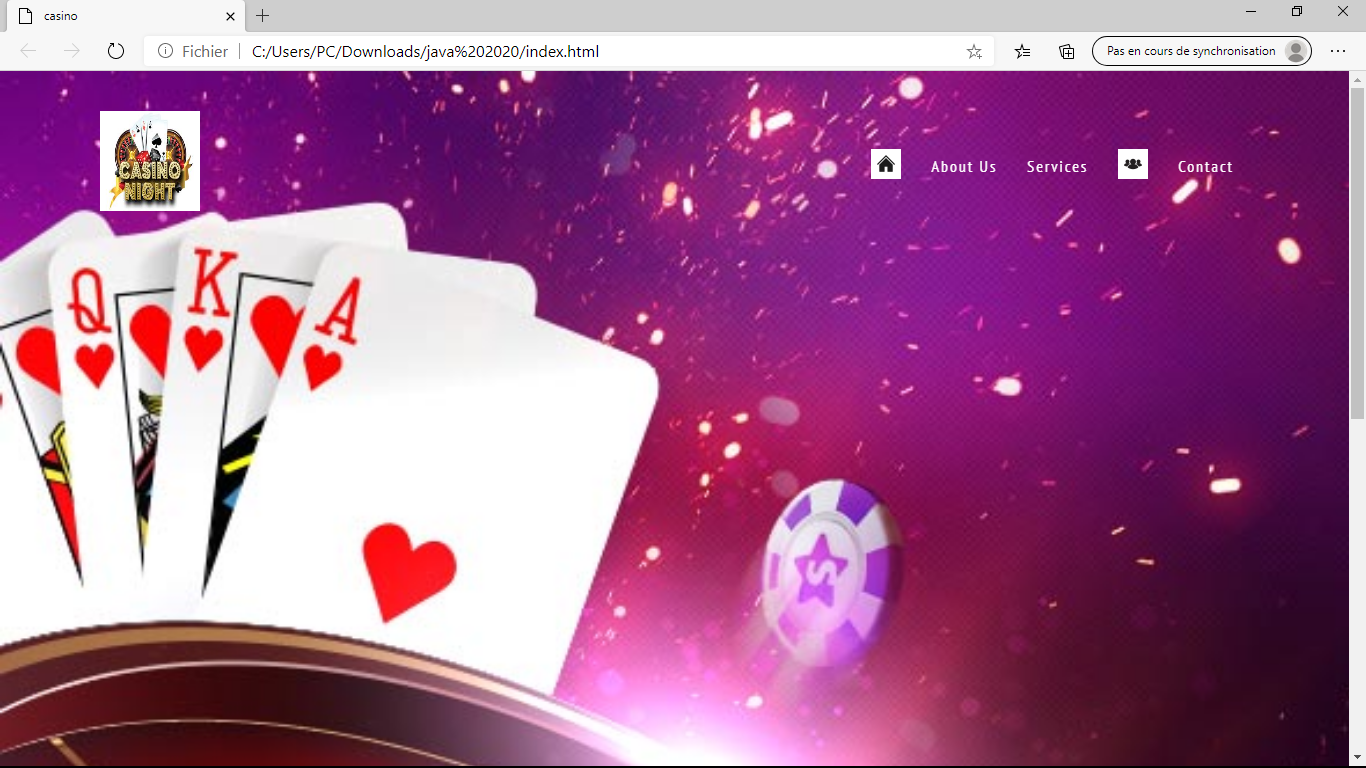 casino
Fichier C:/Users/PC/Downloads/java%202020/index.html
Pas en cours de synchronisation
CASINO
NIGHT
About Us
Services
Contact
Q
K
A
S